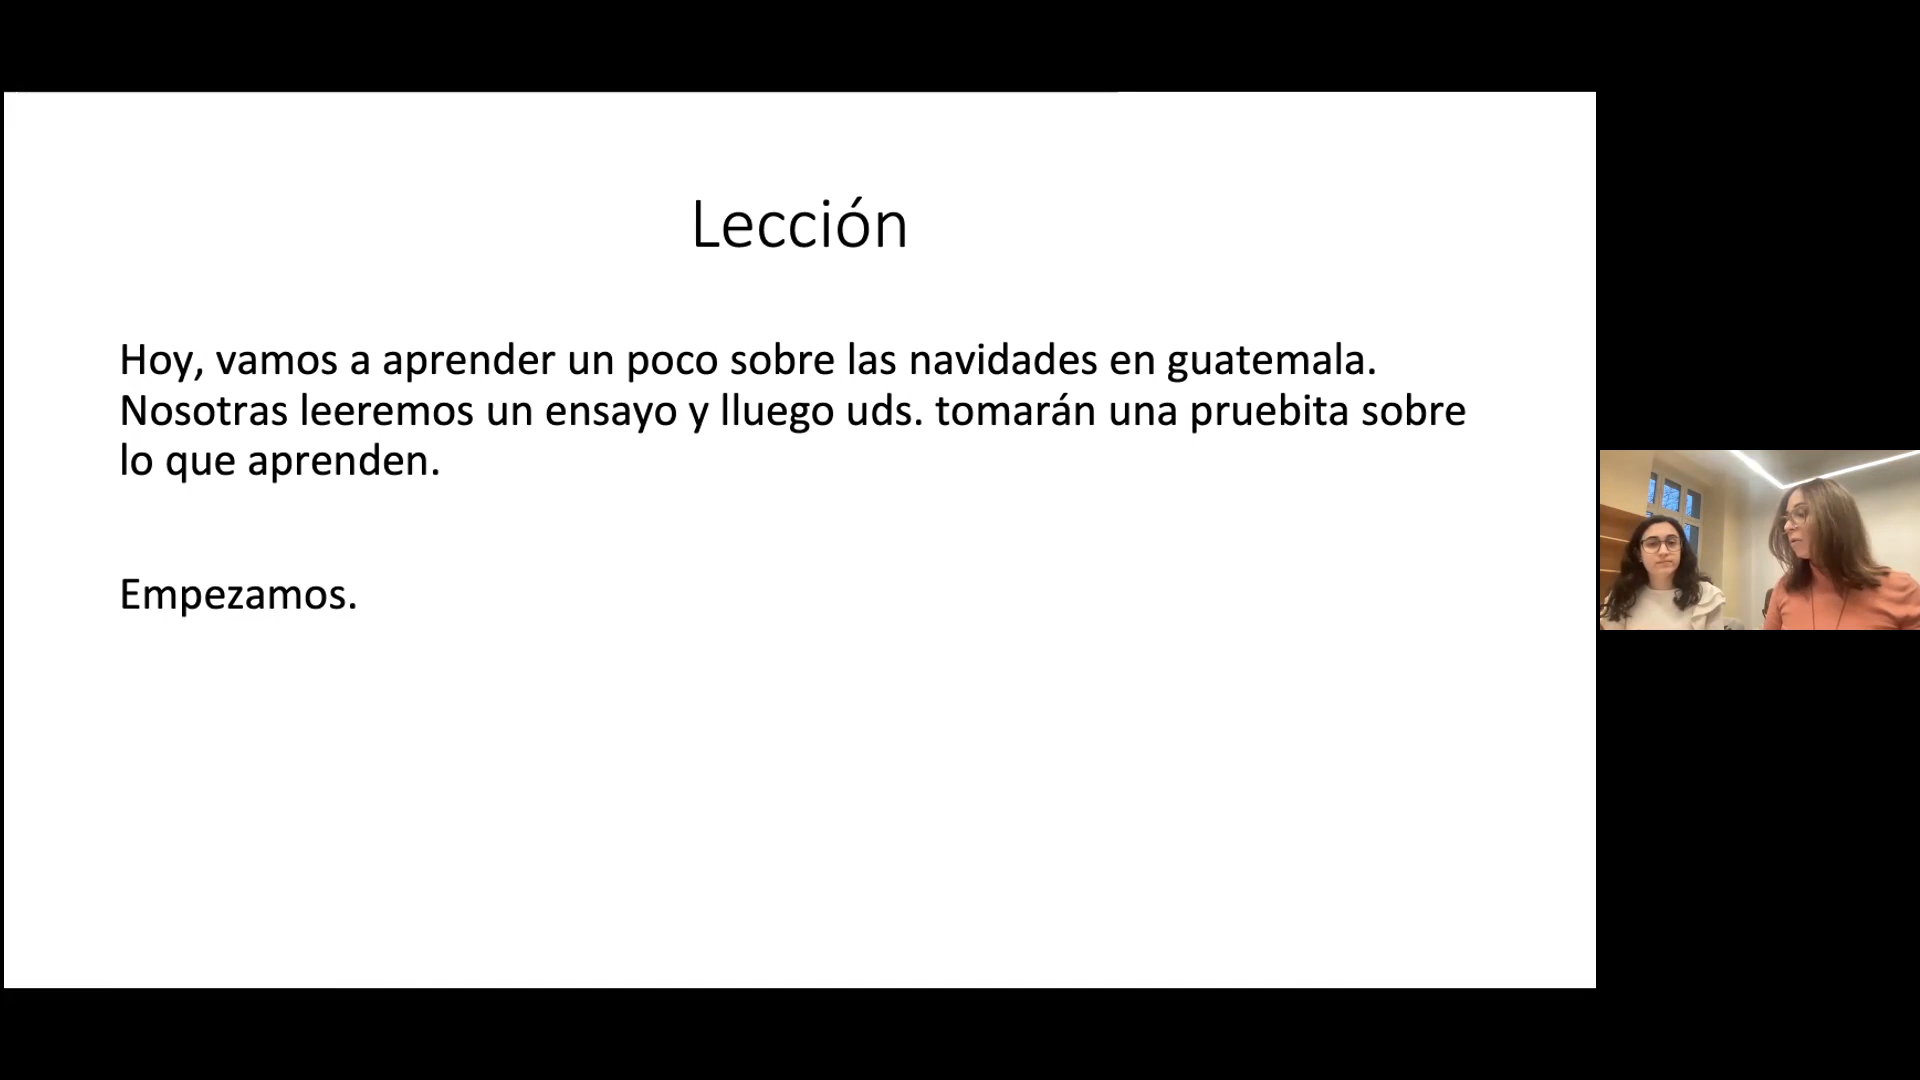 Lección
Hoy, vamos a aprender un poco sobre las navidades en guatemala.
Nosotras leeremos un ensayo y lluego uds. tomarán una pruebita sobre
lo que aprenden.
Empezamos.